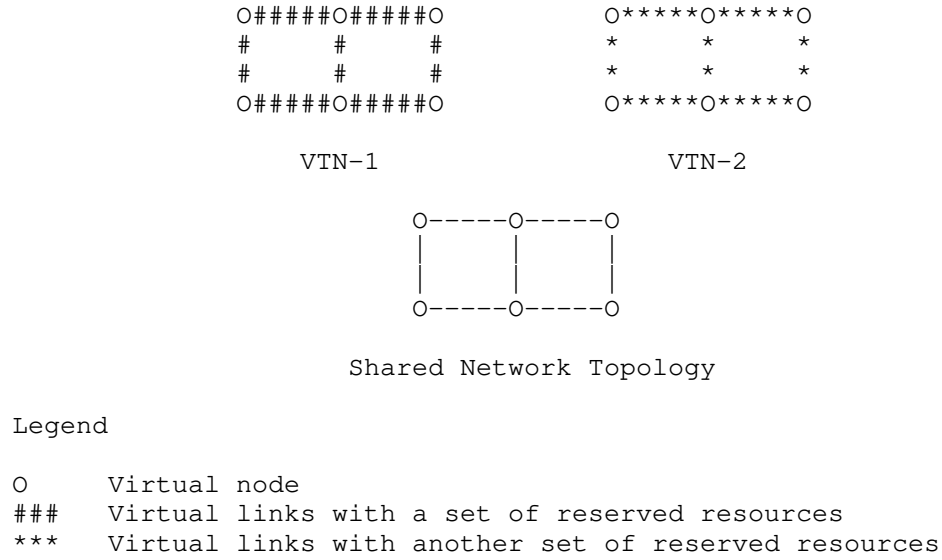 O#####O#####O O*****O*****O
# # # * * *
# # # * * *
O#####O#####O O*****O*****O
VTN-1 VTN-2
O-----O-----O
| | |
| | |
O-----O-----O
Shared Network Topology
Legend
O Virtual node
### Virtual links with a set of reserved resources
*** Virtual links with another set of reserved resources